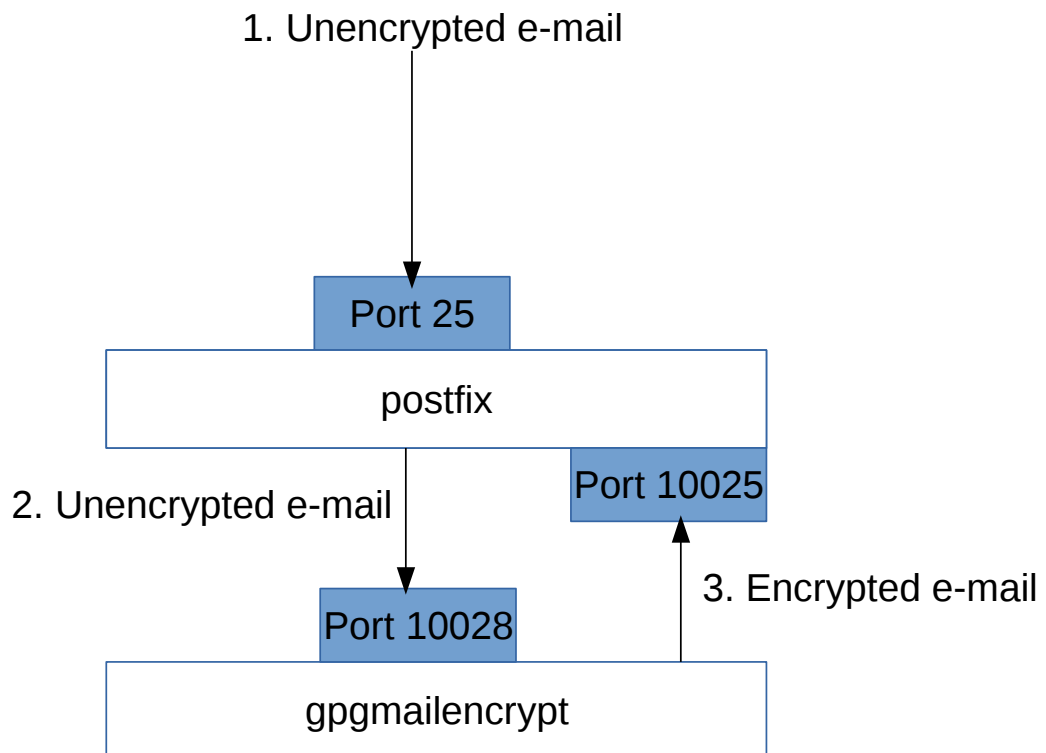 1. Unencrypted e-mail
Port 25
postfix
Port 10025
2. Unencrypted e-mail
3. Encrypted e-mail
Port 10028
gpgmailencrypt